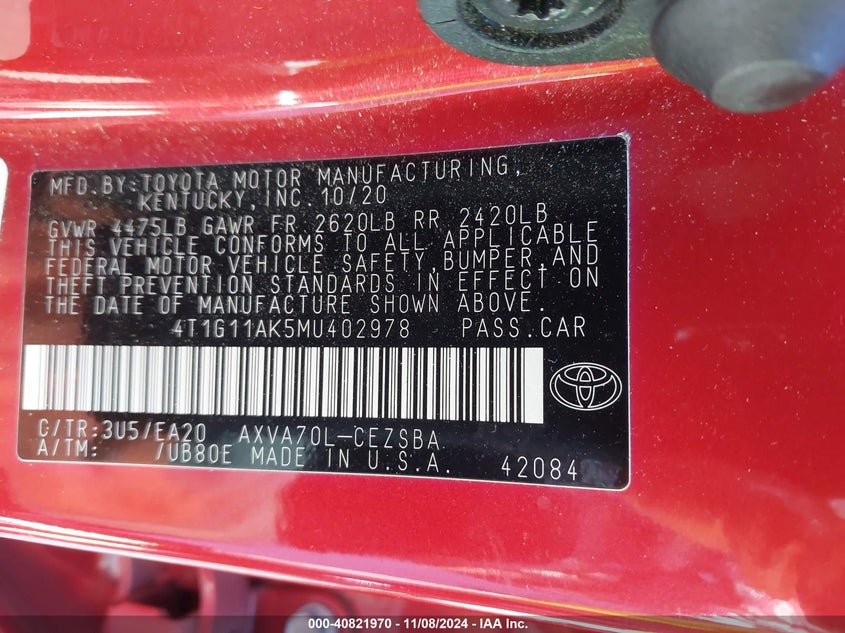 MFD.BY:TOYOTA MOTOR MANUFACTURING,
KENTUCKY, INC. 10/20
GVWR 4475LB GAWR FR 2620LB RR 2420LB
THIS VEHICLE CONFORMS TO ALL APPLICABLE
FEDERAL MOTOR VEHICLE SAFETY, BUMPER, AND
THEFT PREVENTION STANDARDS IN EFFECT ON
THE DATE OF MANUFACTURE SHOWN ABOVE.
4T1G11AK5MU402978 PASS.CAR
C/TR:3U5/EA20 AXVA70L-CEZSBA
A/TM: /UB80E MADE IN U.S.A. 42084
000-40821970 - 11/08/2024 - IAA Inc.